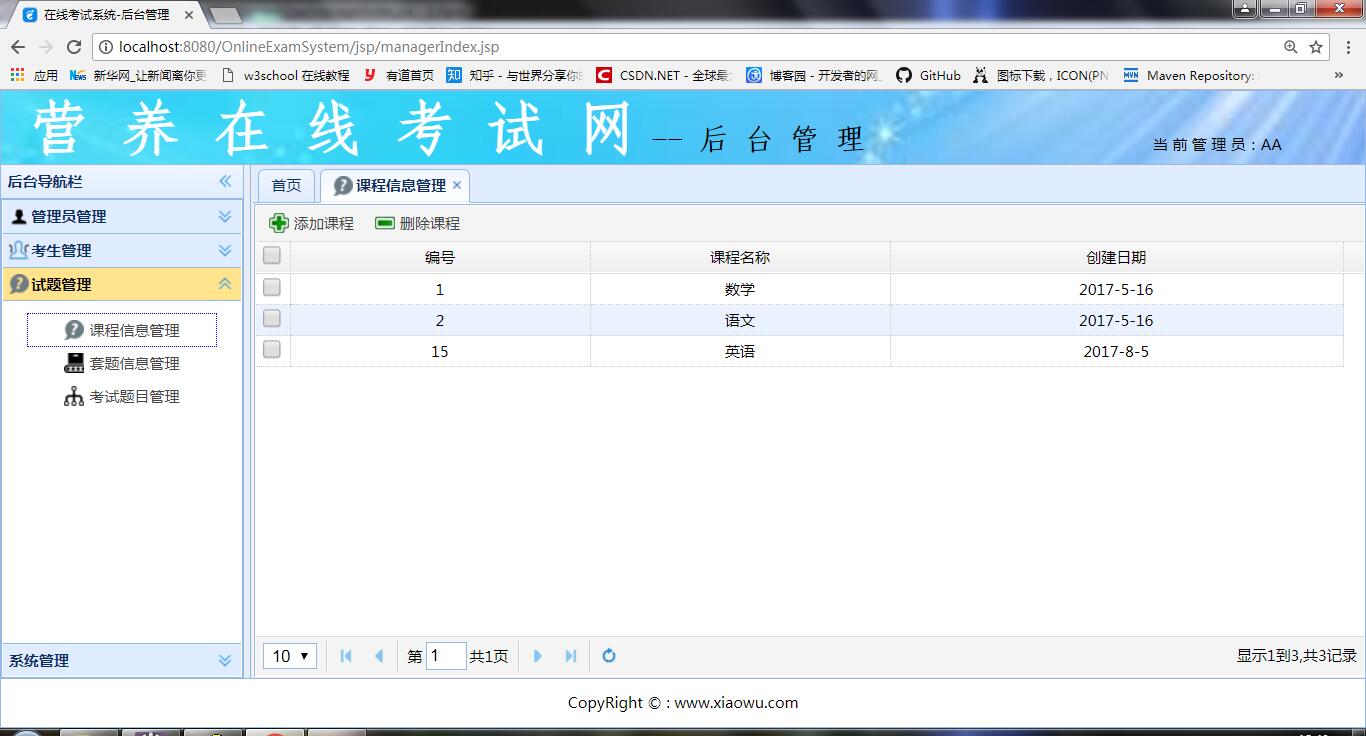 在线考试系统-后台管理
localhost:8080/OnlineExamSystem/jsp/managerIndex.jsp
应用 新华网_让新闻离你更 w3school 在线教程 有道首页 知乎 - 与世界分享你 CSDN.NET - 全球最 博客园 - 开发者的网 GitHub 图标下载，ICON(PN Maven Repository:
营养在线考试网 -- 后台管理
当前管理员：AA
后台导航栏
首页 课程信息管理
管理员管理
添加课程 删除课程
考生管理
编号 课程名称 创建日期
试题管理
1 数学 2017-5-16
2 语文 2017-5-16
课程信息管理
15 英语 2017-8-5
套题信息管理
考试题目管理
系统管理
10 第 1 共1页 显示1到3,共3记录
CopyRight © : www.xiaowu.com